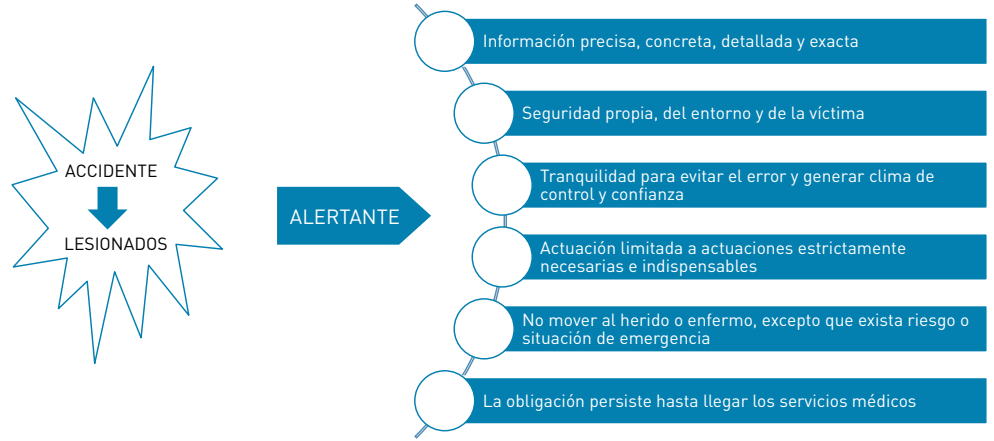 ACCIDENTE
LESIONADOS
ALERTANTE
Información precisa, concreta, detallada y exacta
Seguridad propia, del entorno y de la víctima
Tranquilidad para evitar el error y generar clima de
control y confianza
Actuación limitada a actuaciones estrictamente
necesarias e indispensables
No mover al herido o enfermo, excepto que exista riesgo o
situación de emergencia
La obligación persiste hasta llegar los servicios médicos